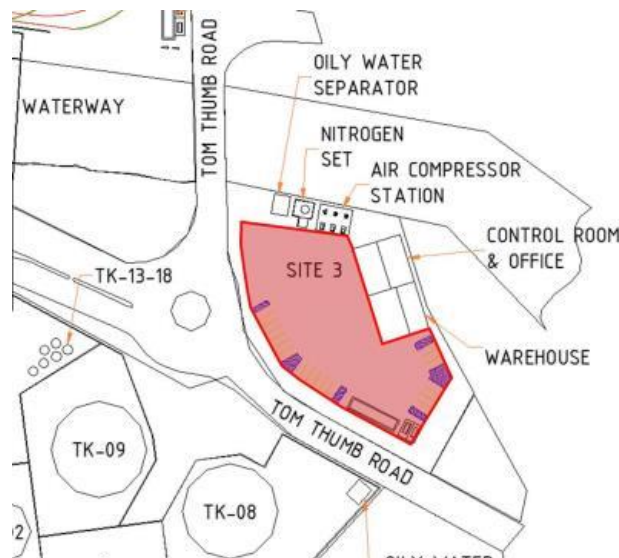 TOM THUMB ROAD
OILY WATER
SEPARATOR
WATERWAY
NITROGEN
SET
AIR COMPRESSOR
STATION
CONTROL ROOM
& OFFICE
SITE 3
TK-13-18
WAREHOUSE
TOM THUMB ROAD
TK-09
TK-08
2
OILY WATER